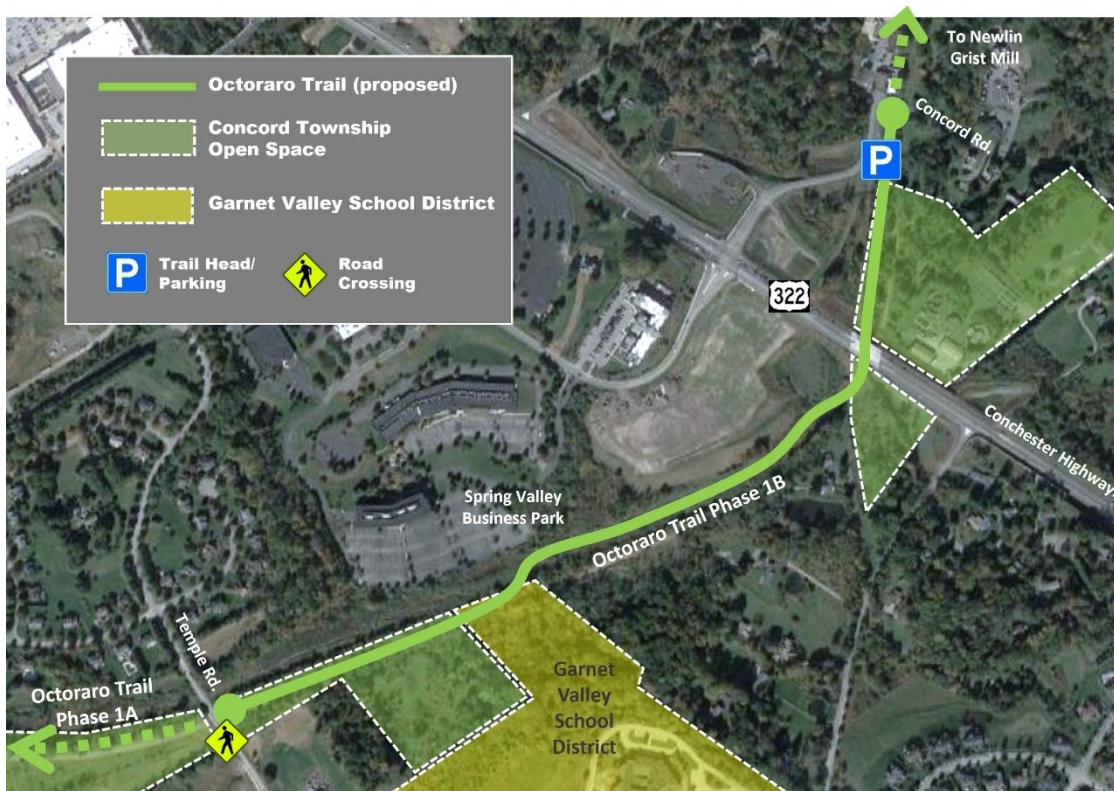 Octoraro Trail (proposed)
Concord Township
Open Space
Garnet Valley School District
P
Trail Head/
Parking
Road
Crossing
To Newlin
Grist Mill
Concord Rd.
P
322
Conchester Highway
Spring Valley
Business Park
Octoraro Trail Phase 1B
Temple Rd.
Octoraro Trail
Phase 1A
Garnet
Valley
School
District